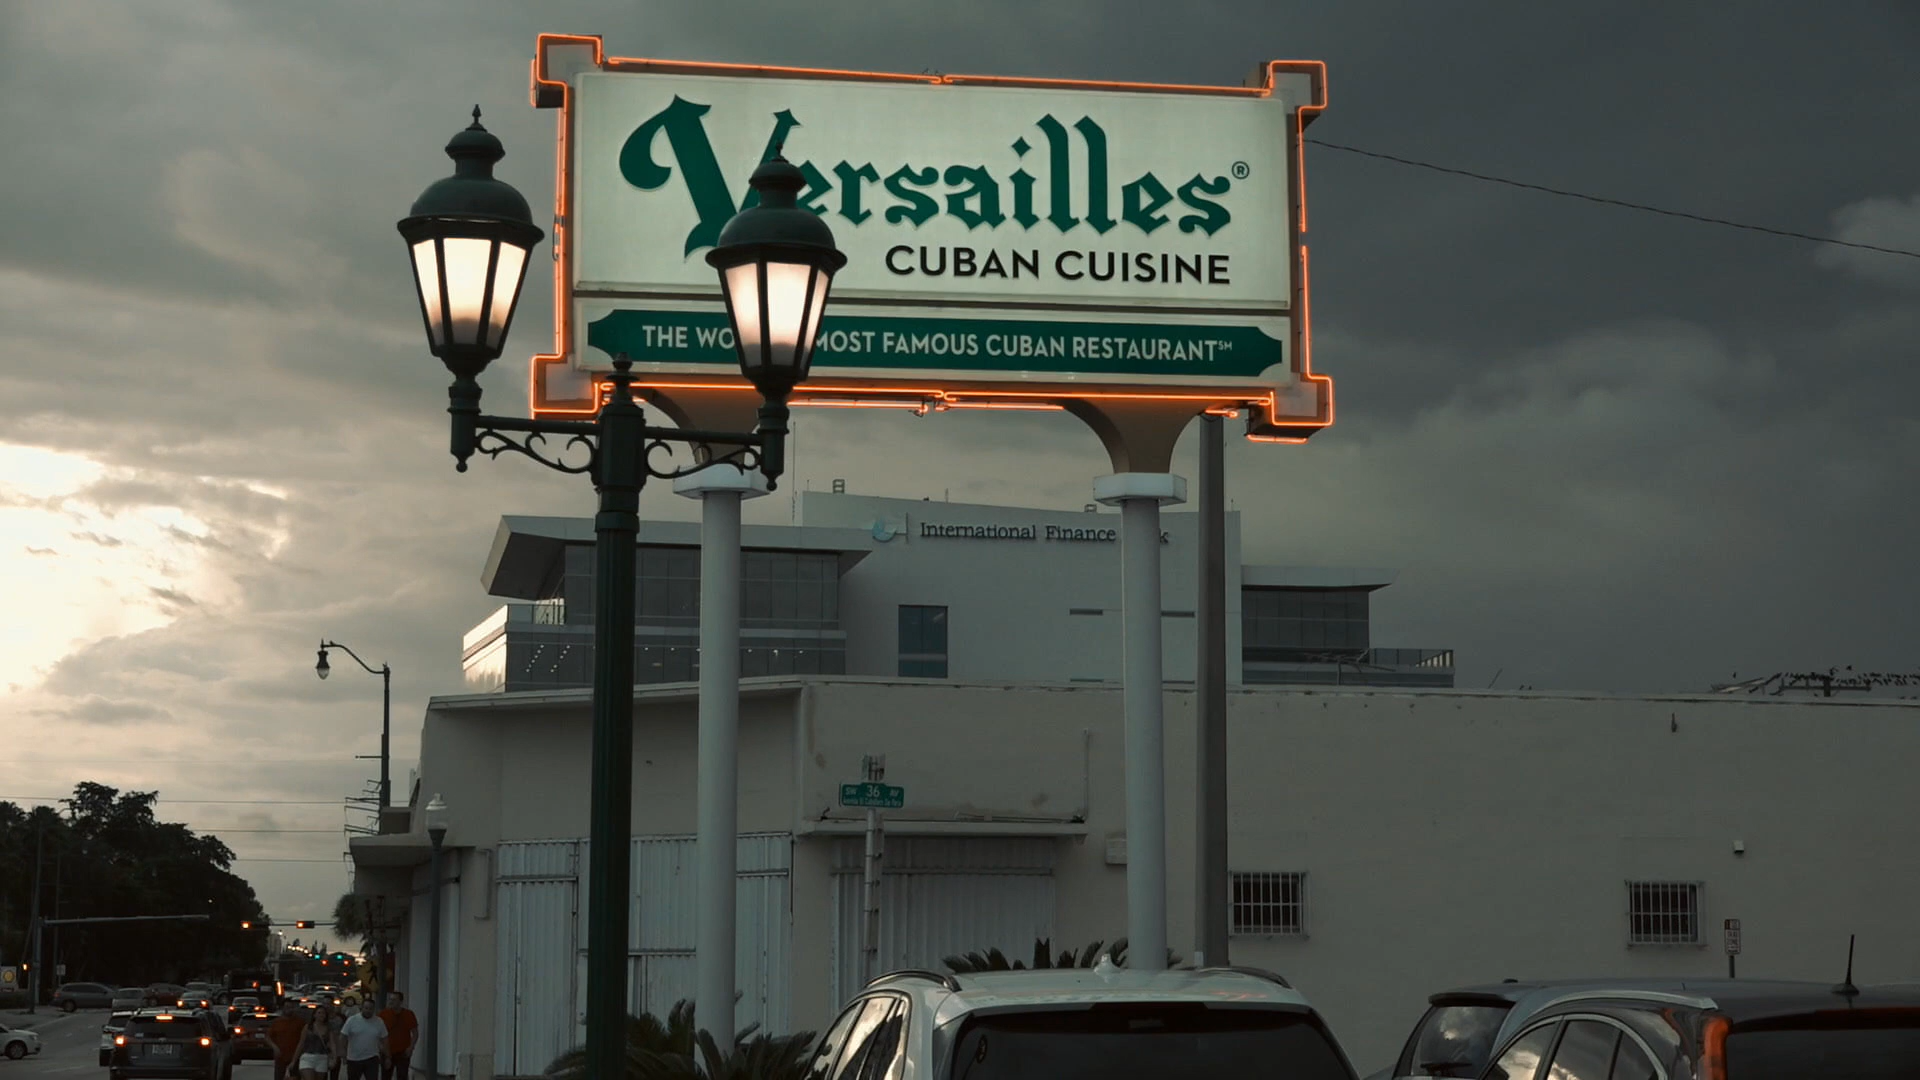 Versailles®
CUBAN CUISINE
THE WO MOST FAMOUS CUBAN RESTAURANT℠
International Finance
SW 36 AV